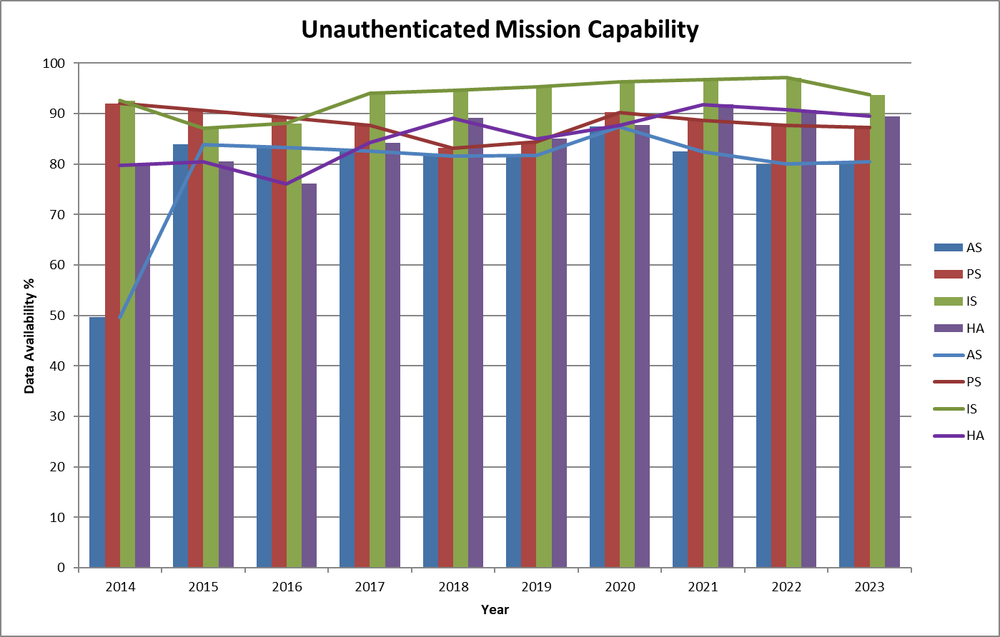 Unauthenticated Mission Capability
100
90
80
70
60
50
40
30
20
10
0
Data Availability %
2014 2015 2016 2017 2018 2019 2020 2021 2022 2023
Year
AS
PS
IS
HA
AS
PS
IS
HA